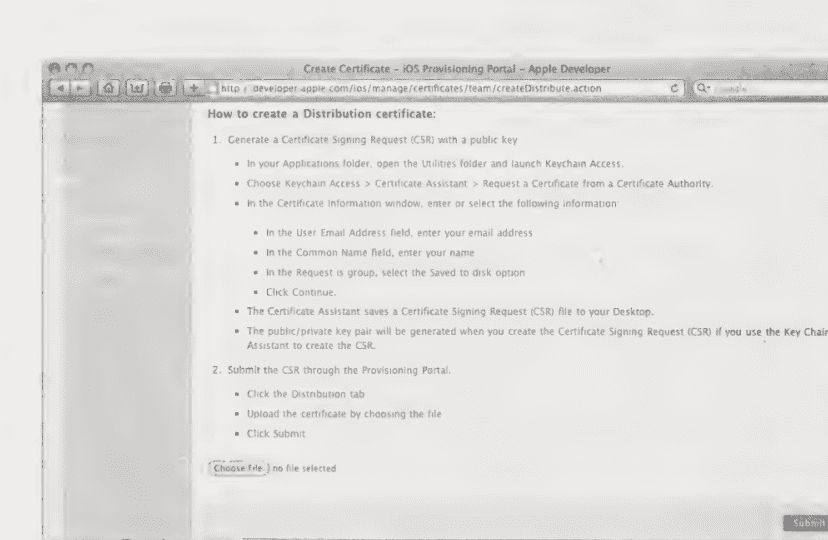 Create Certificate – iOS Provisioning Portal – Apple Developer
http developer.apple.com/ios/manage/certificates/team/createDistribute.action
How to create a Distribution certificate:
1. Generate a Certificate Signing Request (CSR) with a public key
▪ In your Applications folder, open the Utilities folder and launch Keychain Access.
▪ Choose Keychain Access > Certificate Assistant > Request a Certificate from a Certificate Authority.
▪ In the Certificate Information window, enter or select the following information
▪ In the User Email Address field, enter your email address
▪ In the Common Name field, enter your name
▪ In the Request is group, select the Saved to disk option
▪ Click Continue.
▪ The Certificate Assistant saves a Certificate Signing Request (CSR) file to your Desktop.
▪ The public/private key pair will be generated when you create the Certificate Signing Request (CSR) if you use the Key Chain
Assistant to create the CSR.
2. Submit the CSR through the Provisioning Portal.
▪ Click the Distribution tab
▪ Upload the certificate by choosing the file
▪ Click Submit
Choose File no file selected
Submit